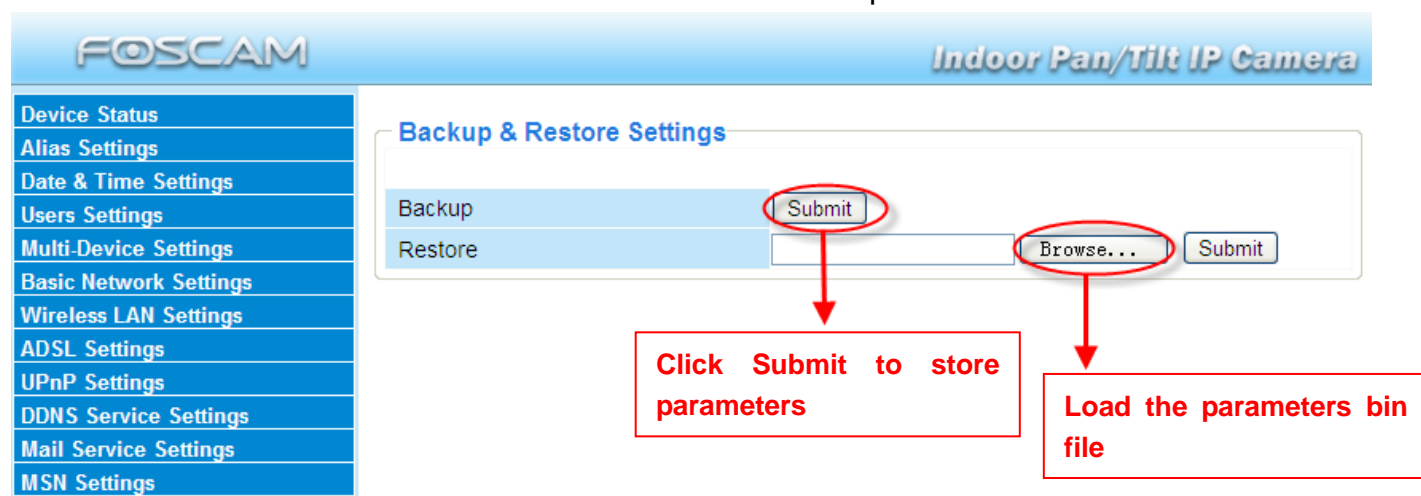 FOSCAM
Indoor Pan/Tilt IP Camera
Device Status
Alias Settings
Date & Time Settings
Users Settings
Multi-Device Settings
Basic Network Settings
Wireless LAN Settings
ADSL Settings
UPnP Settings
DDNS Service Settings
Mail Service Settings
MSN Settings
Backup & Restore Settings
Backup Submit
Restore Browse... Submit
Click Submit to store
parameters
Load the parameters bin
file